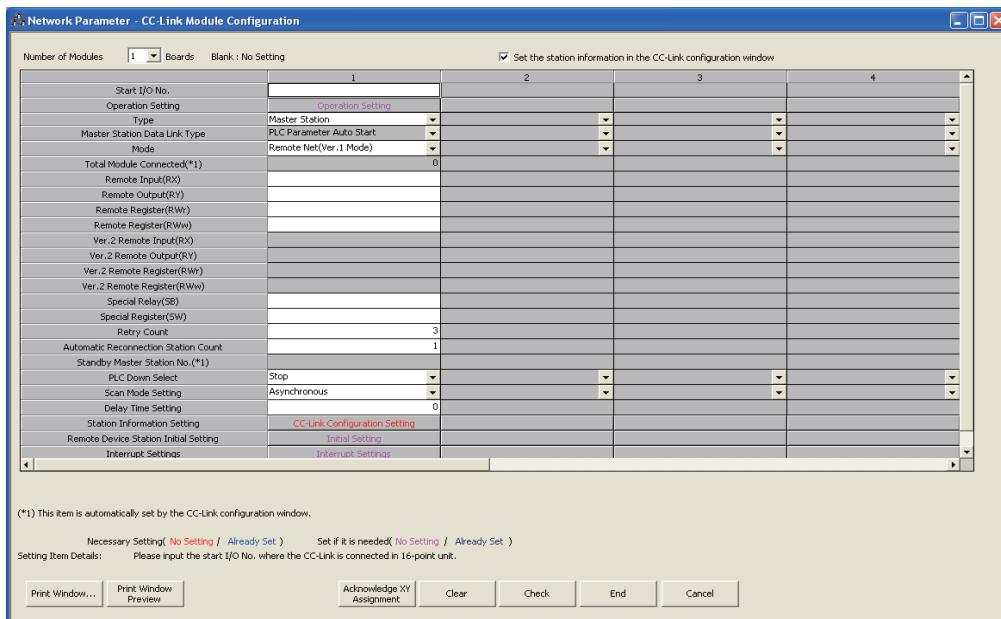 Network Parameter - CC-Link Module Configuration
Number of Modules 1 Boards Blank : No Setting Set the station information in the CC-Link configuration window
1 2 3 4
Start I/O No.
Operation Setting Operation Setting
Type Master Station
Master Station Data Link Type PLC Parameter Auto Start
Mode Remote Net(Ver.1 Mode)
Total Module Connected(*1) 0
Remote Input(RX)
Remote Output(RY)
Remote Register(RWr)
Remote Register(RWw)
Ver.2 Remote Input(RX)
Ver.2 Remote Output(RY)
Ver.2 Remote Register(RWr)
Ver.2 Remote Register(RWw)
Special Relay(SB)
Special Register(SW)
Retry Count 3
Automatic Reconnection Station Count 1
Standby Master Station No.(*1)
PLC Down Select Stop
Scan Mode Setting Asynchronous
Delay Time Setting 0
Station Information Setting CC-Link Configuration Setting
Remote Device Station Initial Setting Initial Setting
Interrupt Settings Interrupt Settings
(*1) This item is automatically set by the CC-Link configuration window.
Necessary Setting( No Setting / Already Set ) Set if it is needed( No Setting / Already Set )
Setting Item Details: Please input the start I/O No. where the CC-Link is connected in 16-point unit.
Print Window... Print Window Preview Acknowledge XY Assignment Clear Check End Cancel